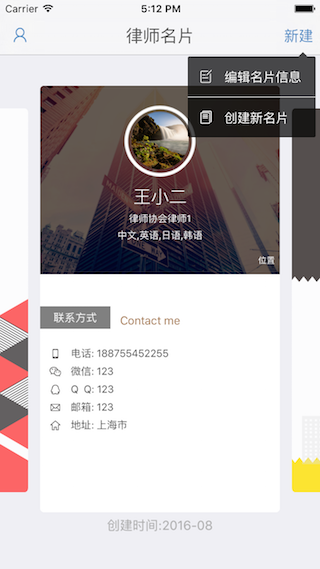 Carrier 5:12 PM
律师名片
新建
编辑名片信息
创建新名片
王小二
律师协会律师1
中文,英语,日语,韩语
位置
联系方式 Contact me
电话: 188755452255
微信: 123
Q Q: 123
邮箱: 123
地址: 上海市
创建时间:2016-08